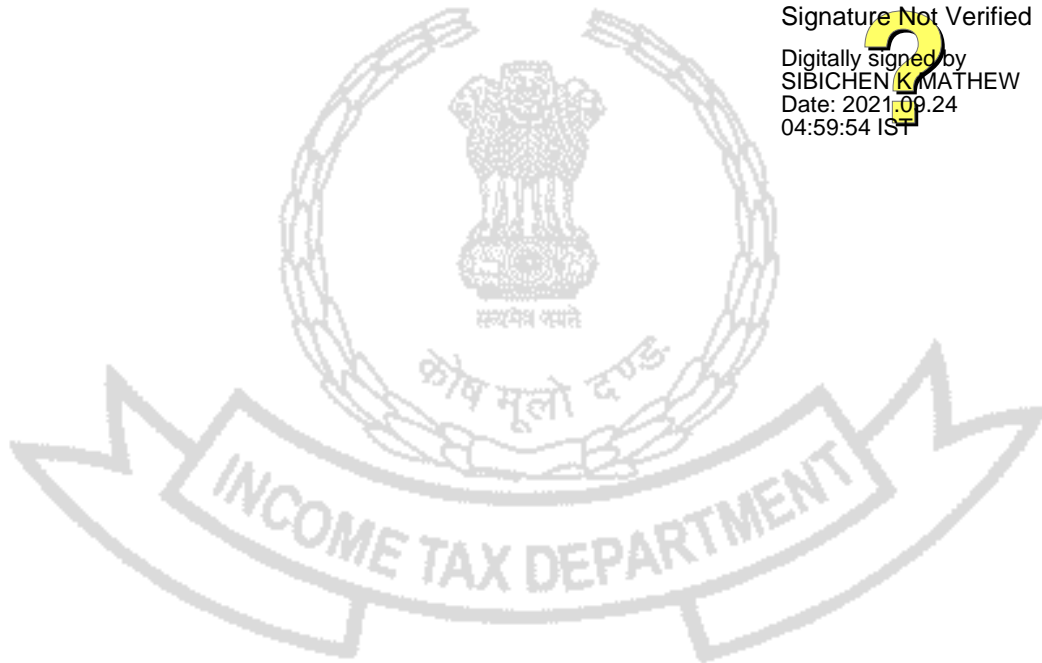 Signature Not Verified
Digitally signed by
SIBICHEN K MATHEW
Date: 2021.09.24
04:59:54 IST
सत्यमेव जयते
कोष मूलो दण्ड:
INCOME TAX DEPARTMENT